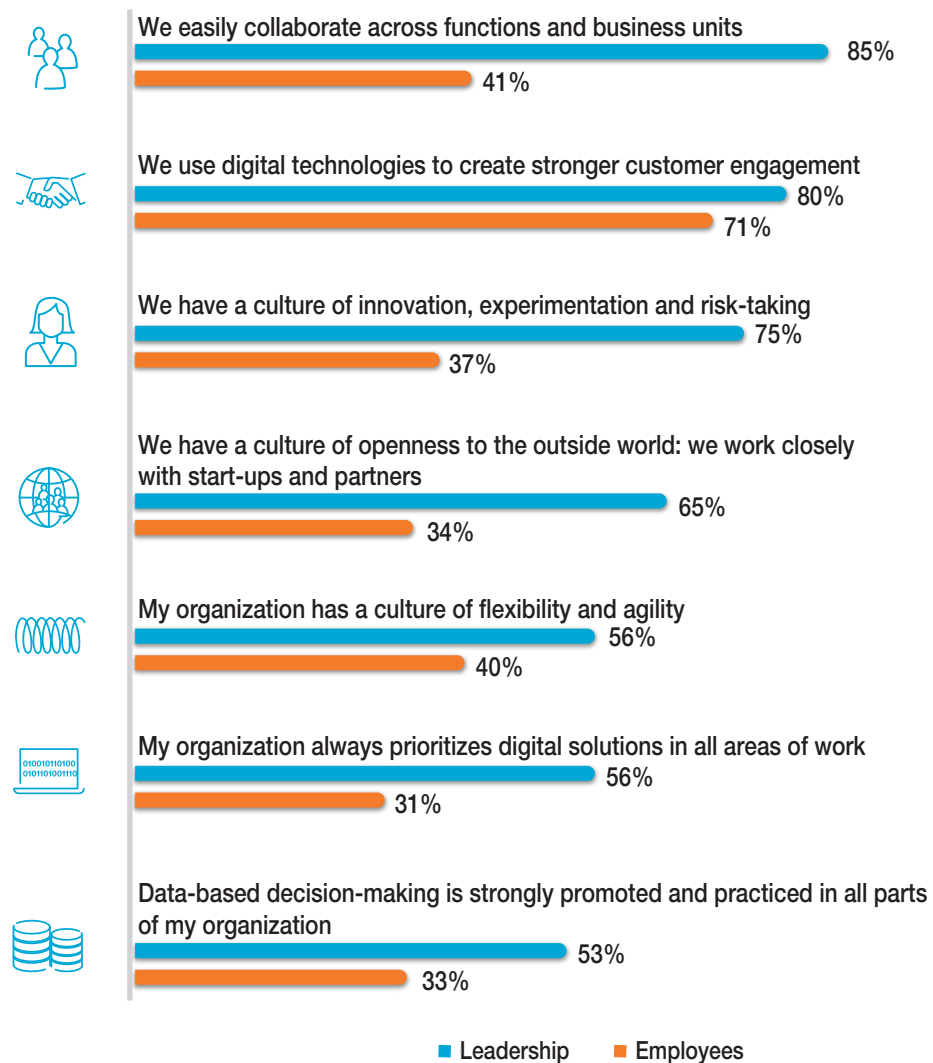 We easily collaborate across functions and business units
85%
41%
We use digital technologies to create stronger customer engagement
80%
71%
We have a culture of innovation, experimentation and risk-taking
75%
37%
We have a culture of openness to the outside world: we work closely
with start-ups and partners
65%
34%
My organization has a culture of flexibility and agility
56%
40%
My organization always prioritizes digital solutions in all areas of work
010010110100
0101101001110
56%
31%
Data-based decision-making is strongly promoted and practiced in all parts
of my organization
53%
33%
Leadership Employees